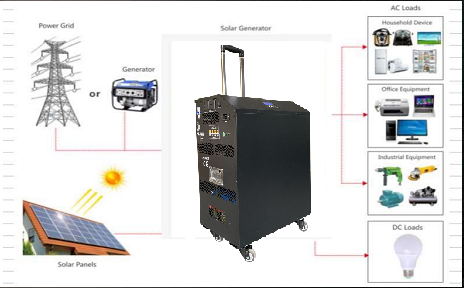 AC Loads
Power Grid
Solar Generator
Household Device
Generator
or
Office Equipment
Industrial Equipment
DC Loads
Solar Panels